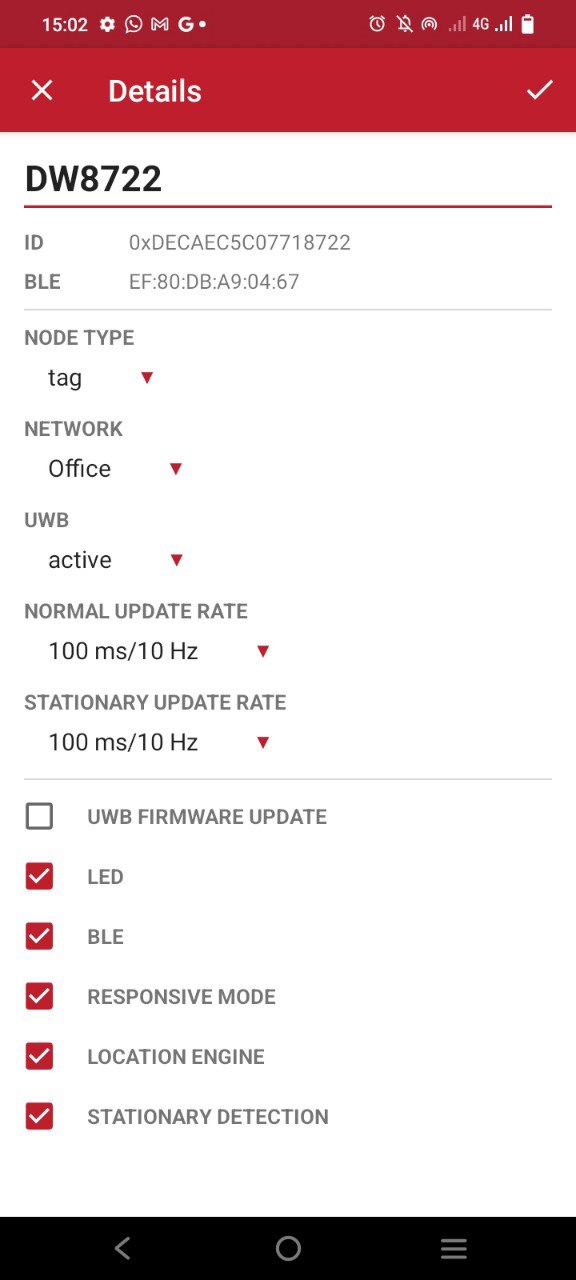 15:02 4G
Details
DW8722
ID 0xDECAEC5C07718722
BLE EF:80:DB:A9:04:67
NODE TYPE
tag
NETWORK
Office
UWB
active
NORMAL UPDATE RATE
100 ms/10 Hz
STATIONARY UPDATE RATE
100 ms/10 Hz
UWB FIRMWARE UPDATE
LED
BLE
RESPONSIVE MODE
LOCATION ENGINE
STATIONARY DETECTION